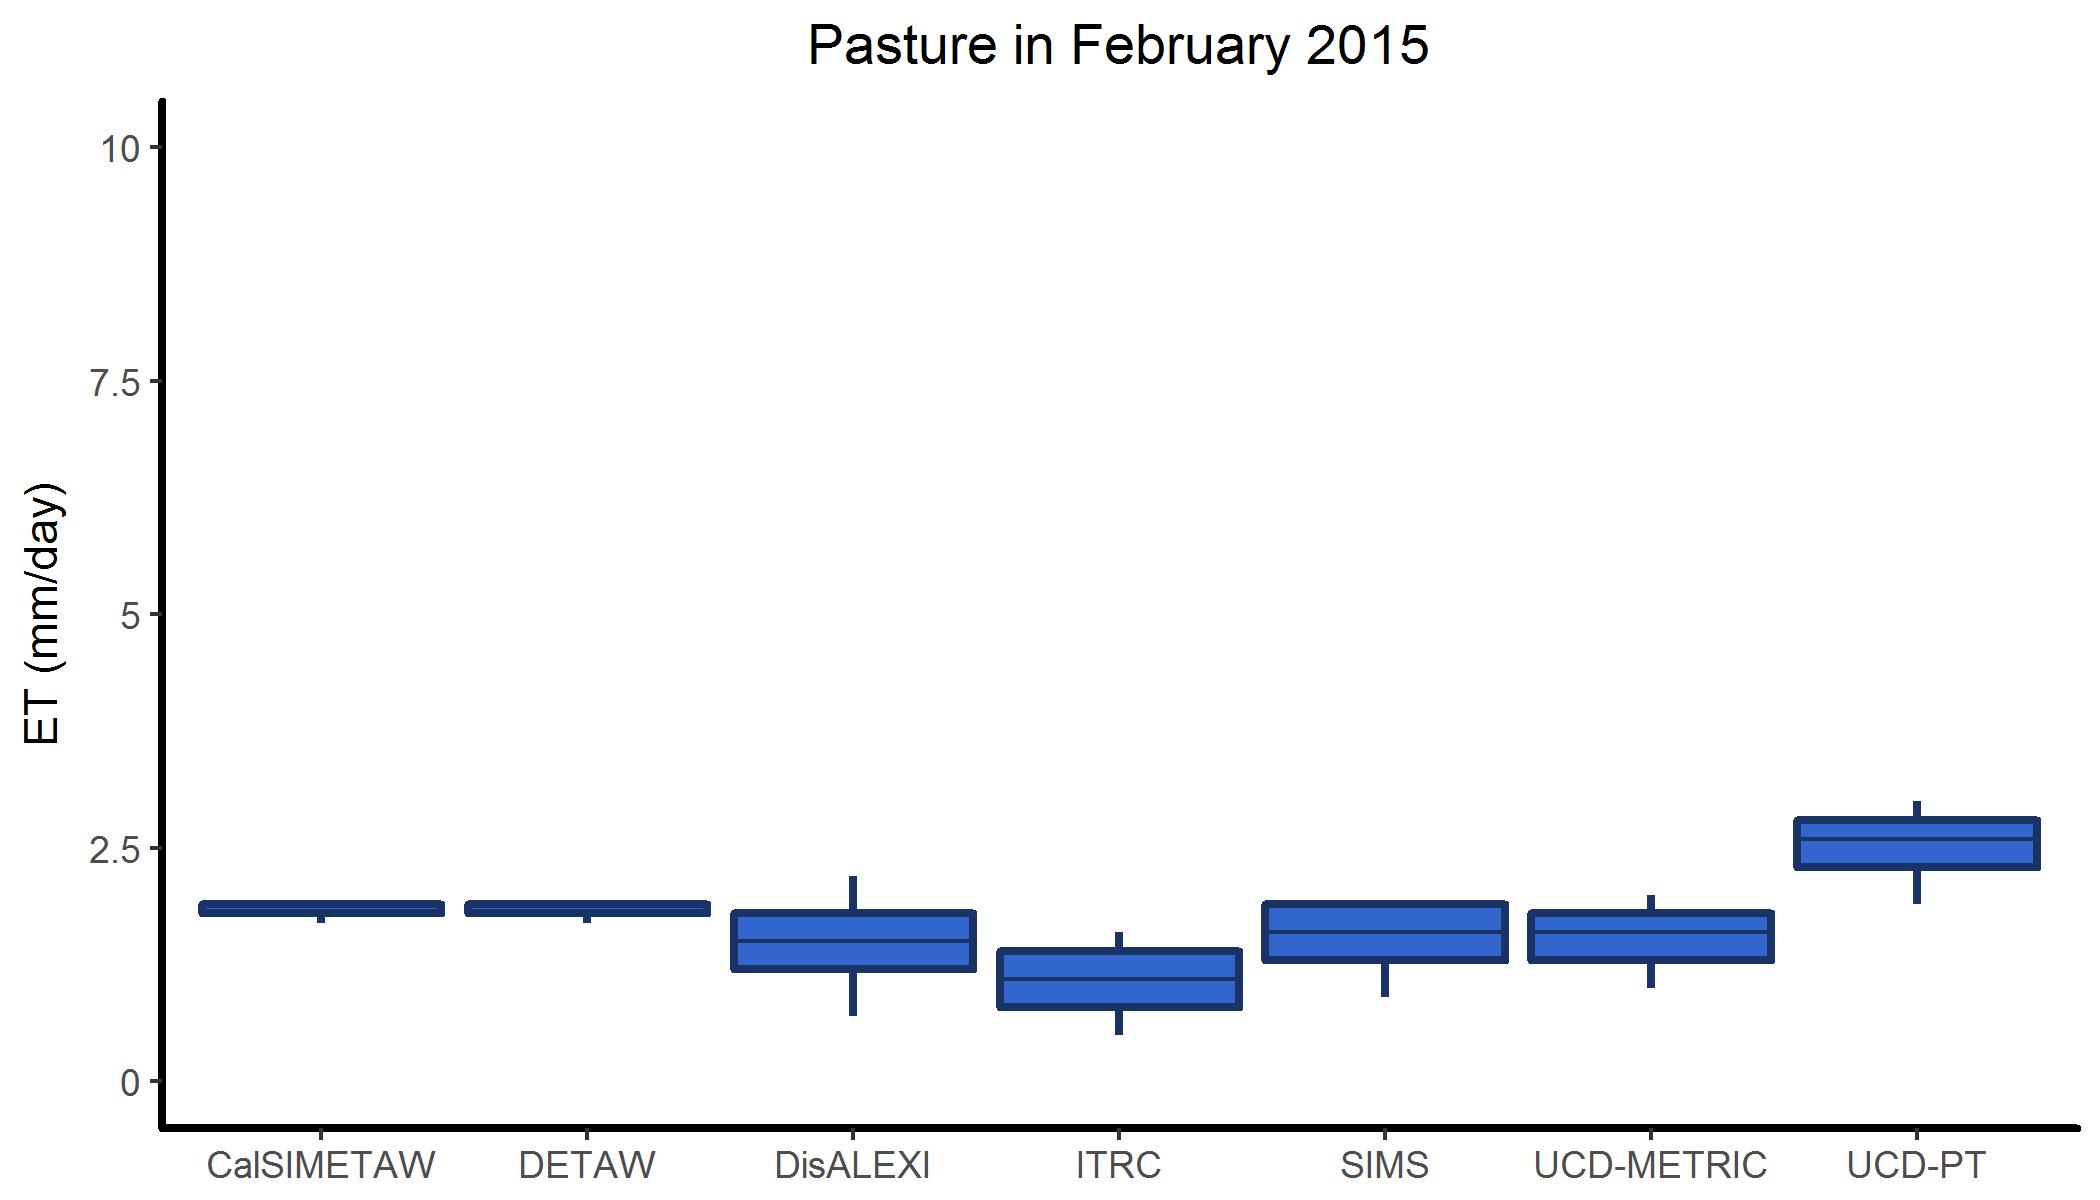 Pasture in February 2015
ET (mm/day)
10
7.5
5
2.5
0
CalSIMETAW DETAW DisALEXI ITRC SIMS UCD-METRIC UCD-PT